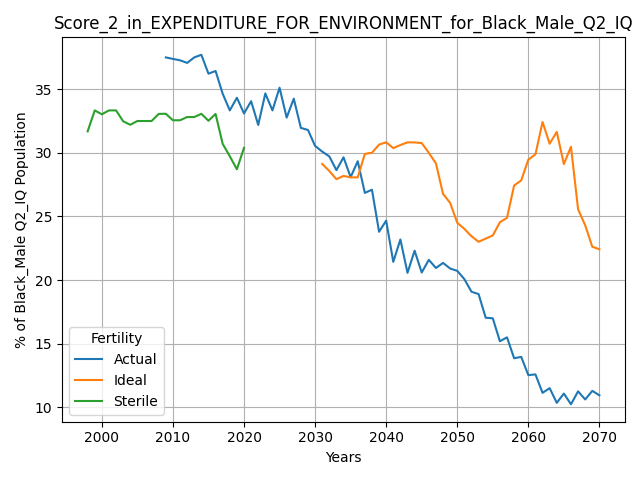 Score_2_in_EXPENDITURE_FOR_ENVIRONMENT_for_Black_Male_Q2_IQ
% of Black_Male Q2_IQ Population
35
30
25
20
15
10
Fertility
Actual
Ideal
Sterile
2000 2010 2020 2030 2040 2050 2060 2070
Years